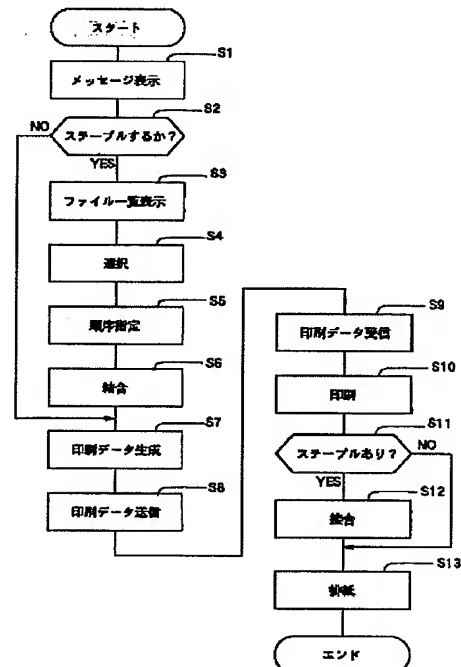 スタート
S1
メッセージ表示
S2
ステープルするか?
NO
YES
S3
ファイル一覧表示
S4
選択
S5
順序指定
S6
結合
S7
印刷データ生成
S8
印刷データ送信
S9
印刷データ受信
S10
印刷
S11
ステープルあり?
NO
YES
S12
S13
排紙
エンド